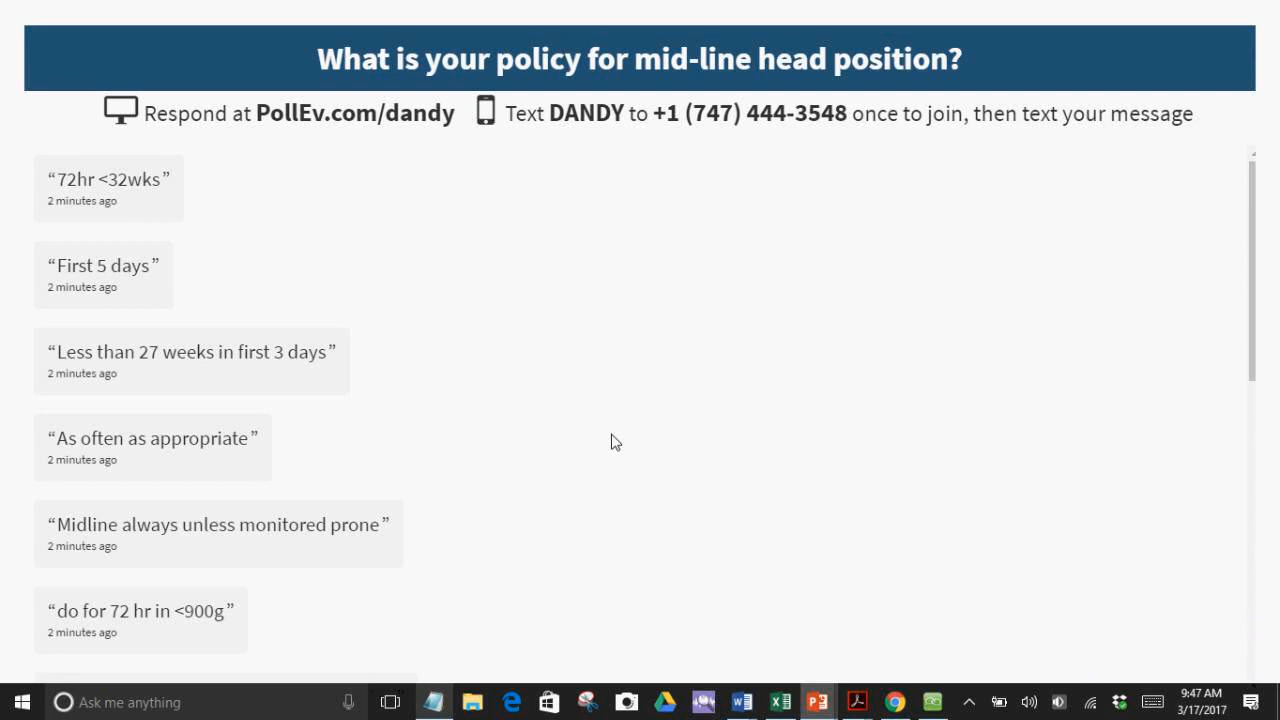 What is your policy for mid-line head position?
Respond at PollEv.com/dandy Text DANDY to +1 (747) 444-3548 once to join, then text your message
“72hr <32wks”
2 minutes ago
“First 5 days”
2 minutes ago
“Less than 27 weeks in first 3 days”
2 minutes ago
“As often as appropriate”
2 minutes ago
“Midline always unless monitored prone”
2 minutes ago
“do for 72 hr in <900g”
2 minutes ago
Ask me anything
9:47 AM
3/17/2017